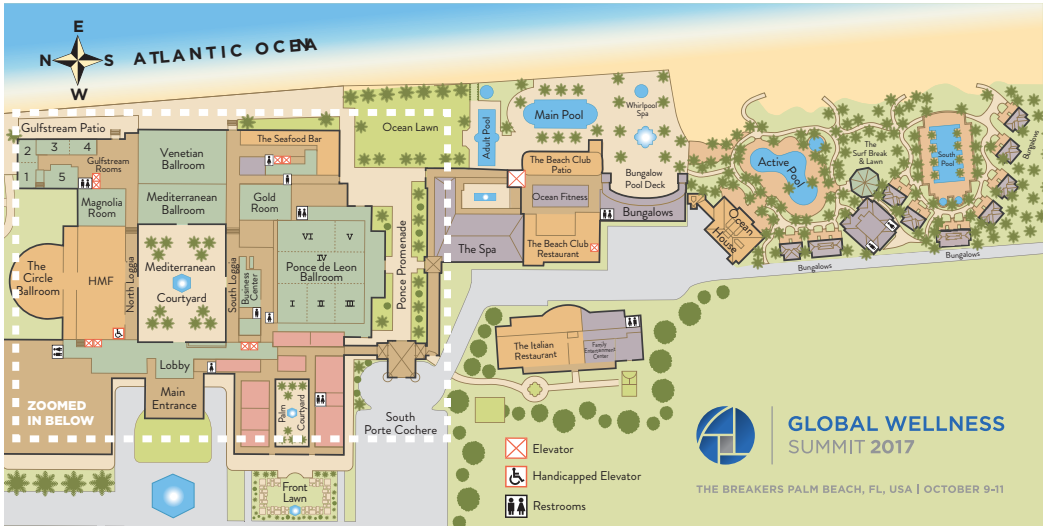 E
N S
W
ATLANTIC OCENA
Gulfstream Patio
2
3
4
1
5
Gulfstream
Rooms
Magnolia
Room
Venetian
Ballroom
Mediterranean
Ballroom
The Seafood Bar
Gold
Room
Ocean Lawn
Adult Pool
Main Pool
Whirlpool
Spa
The Beach Club
Patio
Bungalow
Pool Deck
Ocean Fitness
Bungalows
The Spa
The Beach Club
Restaurant
Ocean
House
Active
Pool
The
Surf Break
& Lawn
South
Pool
Bungalows
Bungalows
Bungalows
The
Circle
Ballroom
HMF
North Loggia
Mediterranean
Courtyard
South Loggia
Business
Center
VI
V
IV
Ponce de Leon
Ballroom
I
II
III
Ponce Promenade
Lobby
Main
Entrance
Palm
Courtyard
South
Porte Cochere
Front
Lawn
ZOOMED
IN BELOW
The Italian
Restaurant
Family
Entertainment
Center
Elevator
Handicapped Elevator
Restrooms
GLOBAL WELLNESS
SUMMIT 2017
THE BREAKERS PALM BEACH, FL, USA | OCTOBER 9-11